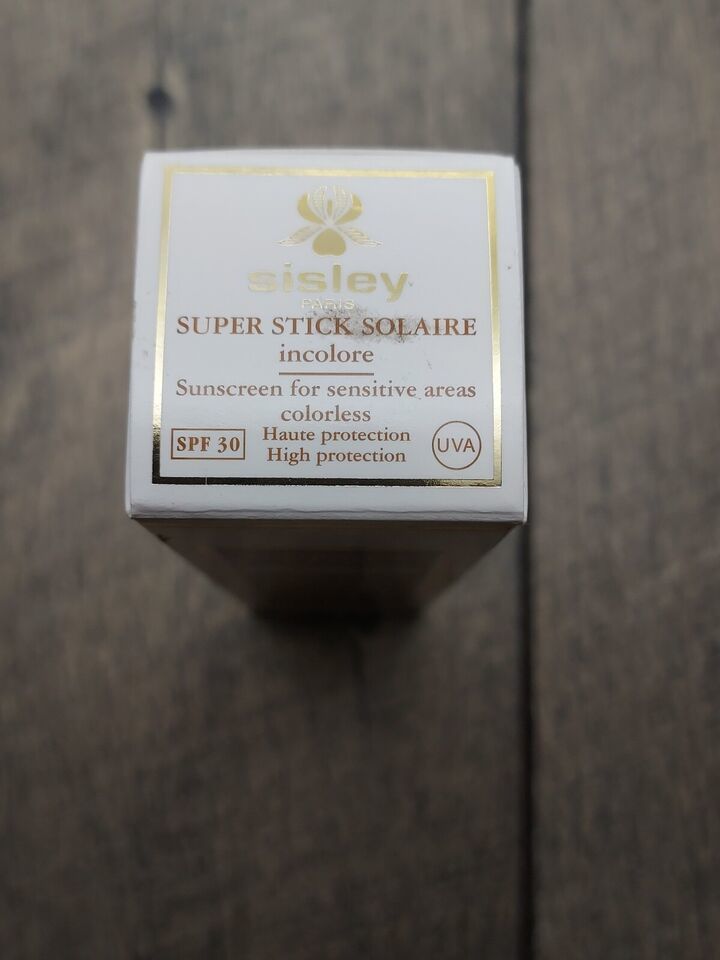 sisley
PARIS
SUPER STICK SOLAIRE
incolore
Sunscreen for sensitive areas
colorless
SPF 30
Haute protection
High protection
UVA